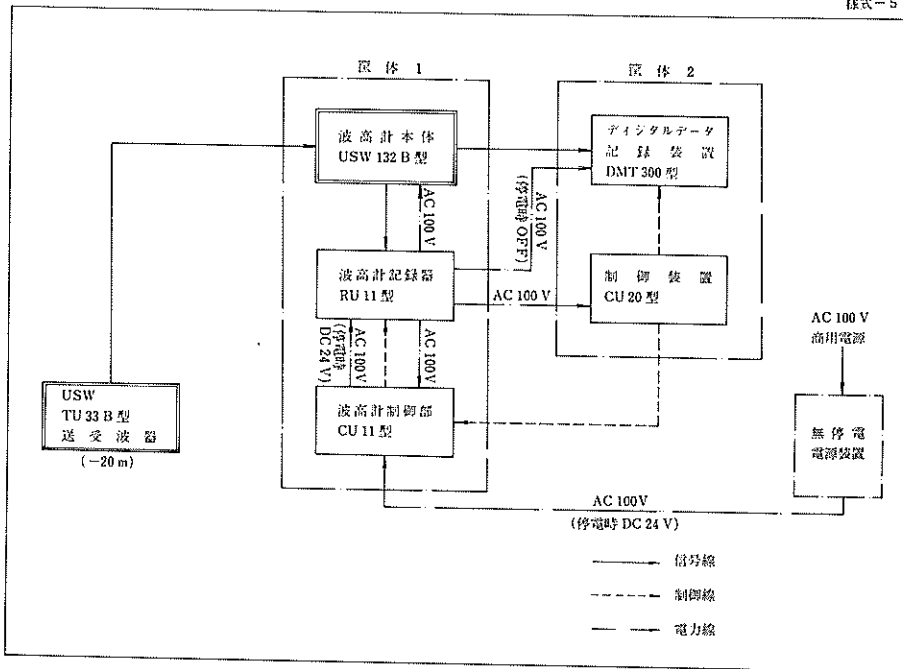 様式－5
筐体 1
筐体 2
波高計本体
USW 132 B 型
ディジタルデータ
記録装置
DMT 300 型
AC 100 V
AC 100 V
(停電時 OFF)
波高計記録器
RU 11 型
AC 100 V
制御装置
CU 20 型
AC 100 V
商用電源
AC 100 V
(停電時 DC 24 V)
AC 100 V
USW
TU 33 B 型
送受波器
(－20 m)
波高計制御部
CU 11 型
無停電
電源装置
AC 100V
(停電時 DC 24 V)
信号線
制御線
電力線